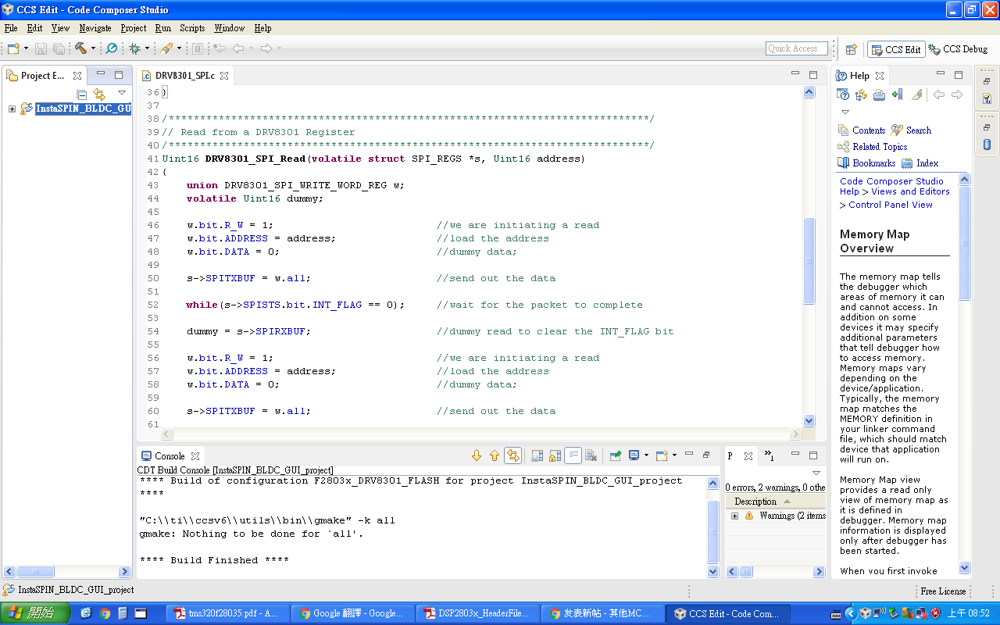 CCS Edit - Code Composer Studio
File Edit View Navigate Project Run Scripts Window Help
Quick Access
CCS Edit
CCS Debug
Project E...
InstaSPIN_BLDC_GU
DRV8301_SPI.c
36 }
37
38 /*****************************************************************************/
39 // Read from a DRV8301 Register
40 /*****************************************************************************/
41 Uint16 DRV8301_SPI_Read(volatile struct SPI_REGS *s, Uint16 address)
42 {
43 union DRV8301_SPI_WRITE_WORD_REG w;
44 volatile Uint16 dummy;
45
46 w.bit.R_W = 1; //we are initiating a read
47 w.bit.ADDRESS = address; //load the address
48 w.bit.DATA = 0; //dummy data;
49
50 s->SPITXBUF = w.all; //send out the data
51
52 while(s->SPISTS.bit.INT_FLAG == 0); //wait for the packet to complete
53
54 dummy = s->SPIRXBUF; //dummy read to clear the INT_FLAG bit
55
56 w.bit.R_W = 1; //we are initiating a read
57 w.bit.ADDRESS = address; //load the address
58 w.bit.DATA = 0; //dummy data;
59
60 s->SPITXBUF = w.all; //send out the data
61
Console
CDT Build Console [InstaSPIN_BLDC_GUI_project]
**** Build of configuration F2803x_DRV8301_FLASH for project InstaSPIN_BLDC_GUI_project
****
"C:\\ti\\ccsv6\\utils\\bin\\gmake" -k all
gmake: Nothing to be done for `all'.
**** Build Finished ****
P
»1
0 errors, 2 warnings, 0 othe
Description
Warnings (2 items
Help
Contents
Search
Related Topics
Bookmarks
Index
Code Composer Studio
Help > Views and Editors
> Control Panel View
Memory Map
Overview
The memory map tells
the debugger which
areas of memory it can
and cannot access. In
addition on some
devices it may specify
additional parameters
that tell debugger how
to access memory.
Memory maps vary
depending on the
device/application.
Typically, the memory
map matches the
MEMORY definition in
your linker command
file, which should match
device that application
will run on.
Memory Map view
provides a read only
view of memory map as
it is defined in
debugger. Memory map
information is displayed
only after debugger has
been started.
When you first invoke
InstaSPIN_BLDC_GUI_project
Free License
開始
tms320f28035.pdf - A...
Google 翻譯 - Google...
DSP2803x_HeaderFile...
发表新帖 - 其他MC...
CCS Edit - Code Com...
上午 08:52